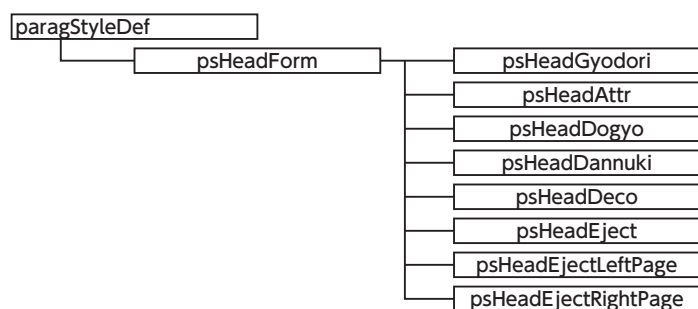 paragStyleDef
psHeadForm
psHeadGyodori
psHeadAttr
psHeadDogyo
psHeadDannuki
psHeadDeco
psHeadEject
psHeadEjectLeftPage
psHeadEjectRightPage